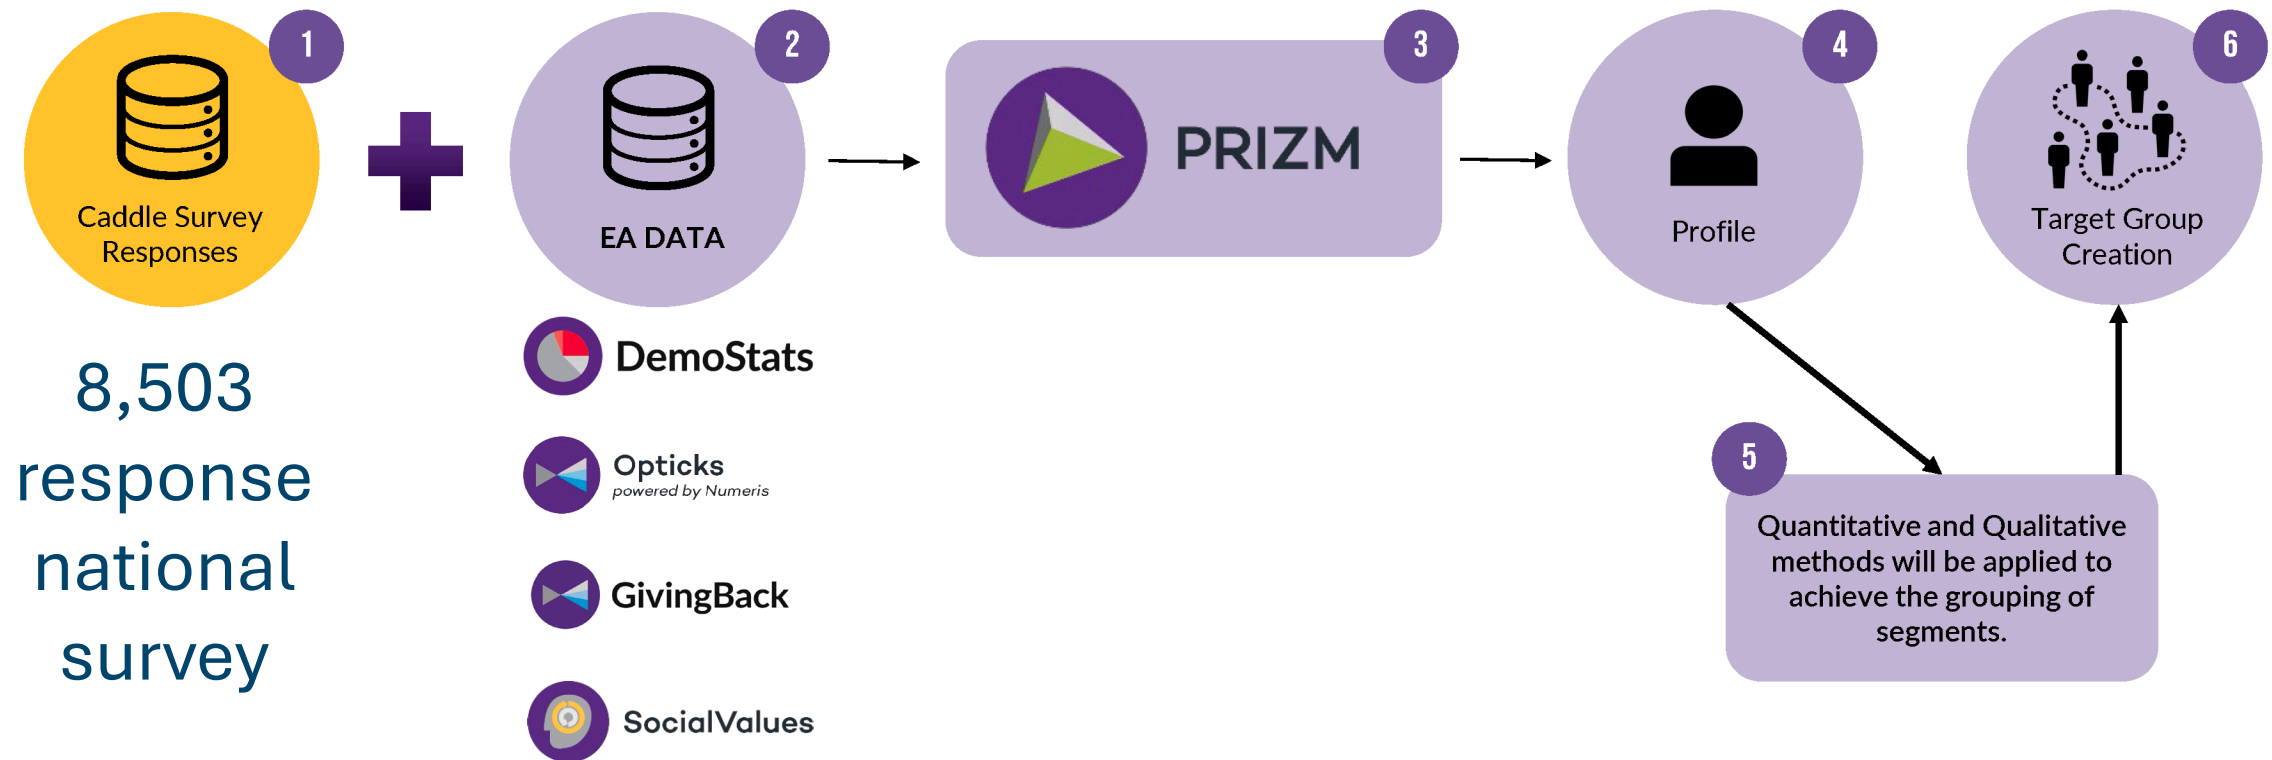 1
Caddle Survey
Responses
8,503
response
national
survey
2
EA DATA
DemoStats
Opticks
powered by Numeris
GivingBack
SocialValues
3
PRIZM
4
Profile
5
Quantitative and Qualitative
methods will be applied to
achieve the grouping of
segments.
6
Target Group
Creation